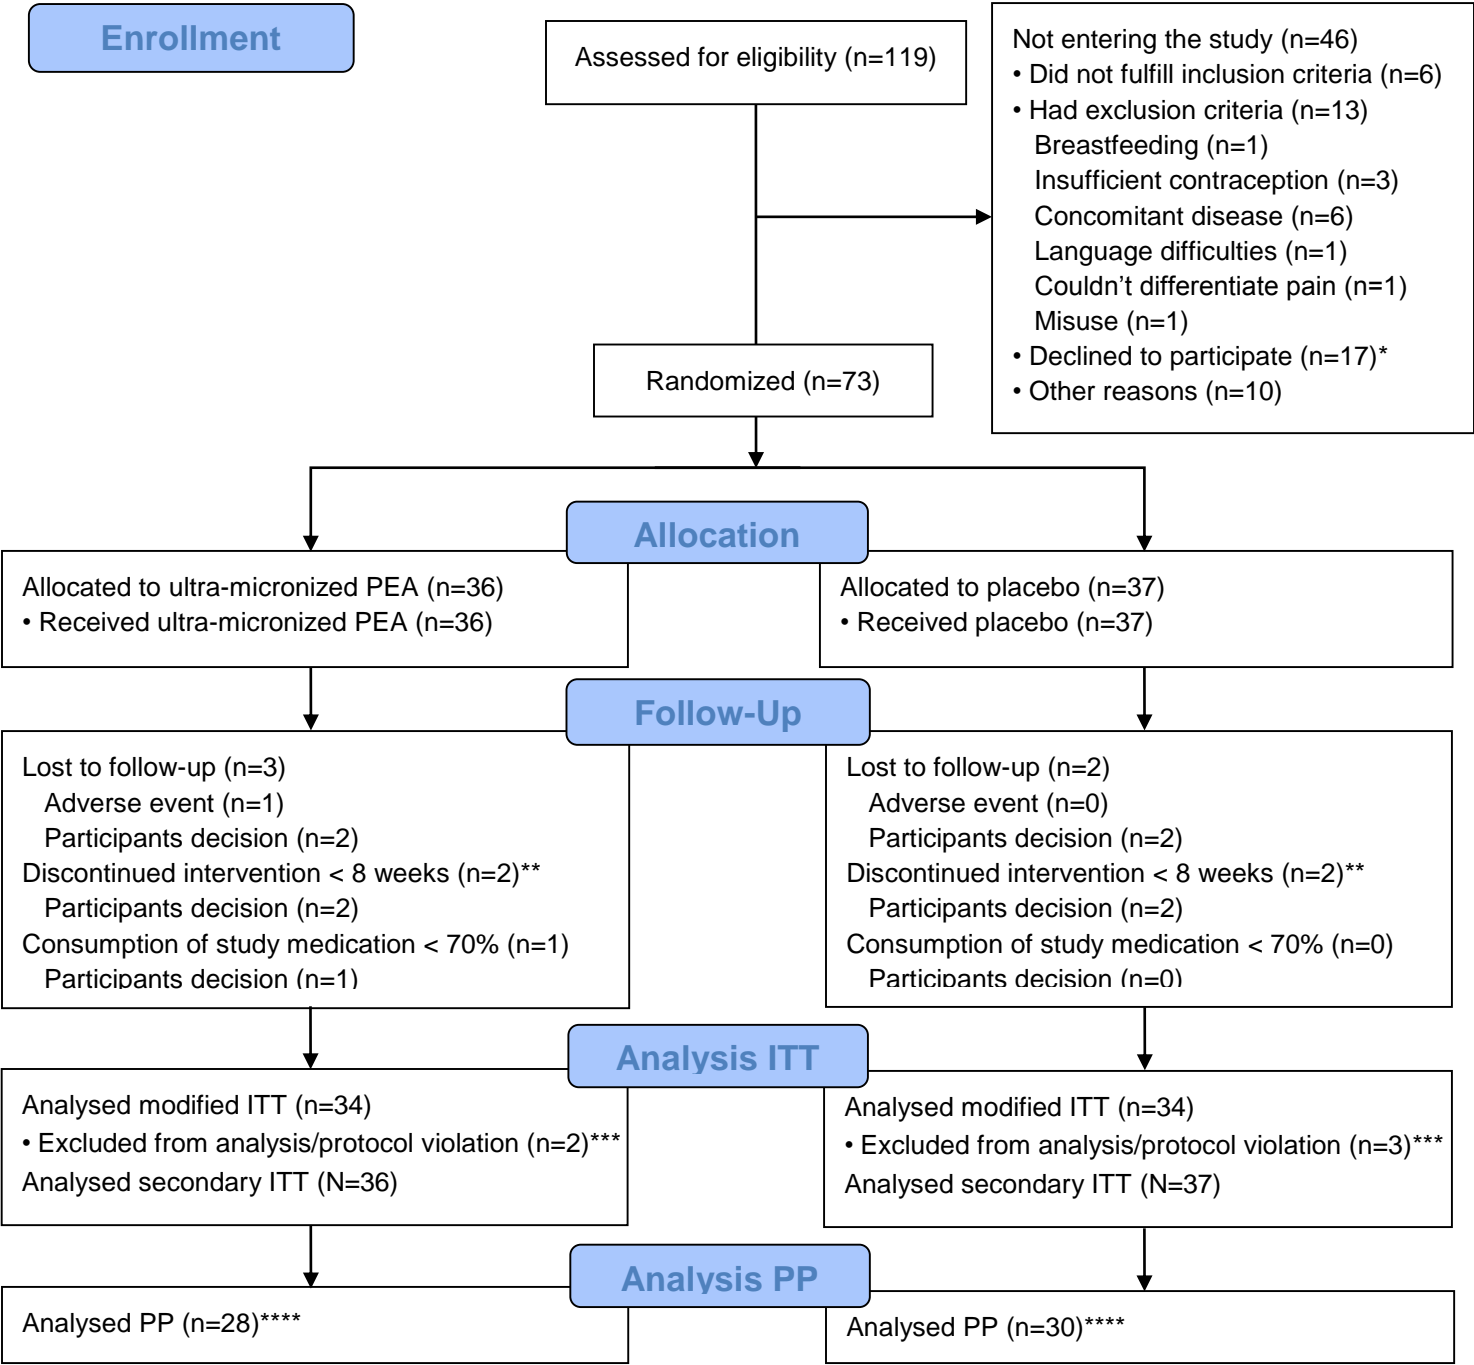 Enrollment
Assessed for eligibility (n=119)
Not entering the study (n=46)
• Did not fulfill inclusion criteria (n=6)
• Had exclusion criteria (n=13)
Breastfeeding (n=1)
Insufficient contraception (n=3)
Concomitant disease (n=6)
Language difficulties (n=1)
Couldn’t differentiate pain (n=1)
Misuse (n=1)
• Declined to participate (n=17)*
• Other reasons (n=10)
Randomized (n=73)
Allocation
Allocated to ultra-micronized PEA (n=36)
• Received ultra-micronized PEA (n=36)
Allocated to placebo (n=37)
• Received placebo (n=37)
Follow-Up
Lost to follow-up (n=3)
Adverse event (n=1)
Participants decision (n=2)
Discontinued intervention < 8 weeks (n=2)**
Participants decision (n=2)
Consumption of study medication < 70% (n=1)
Participants decision (n=1)
Lost to follow-up (n=2)
Adverse event (n=0)
Participants decision (n=2)
Discontinued intervention < 8 weeks (n=2)**
Participants decision (n=2)
Consumption of study medication < 70% (n=0)
Participants decision (n=0)
Analysis ITT
Analysed modified ITT (n=34)
• Excluded from analysis/protocol violation (n=2)***
Analysed secondary ITT (N=36)
Analysed modified ITT (n=34)
• Excluded from analysis/protocol violation (n=3)***
Analysed secondary ITT (N=37)
Analysis PP
Analysed PP (n=28)****
Analysed PP (n=30)****